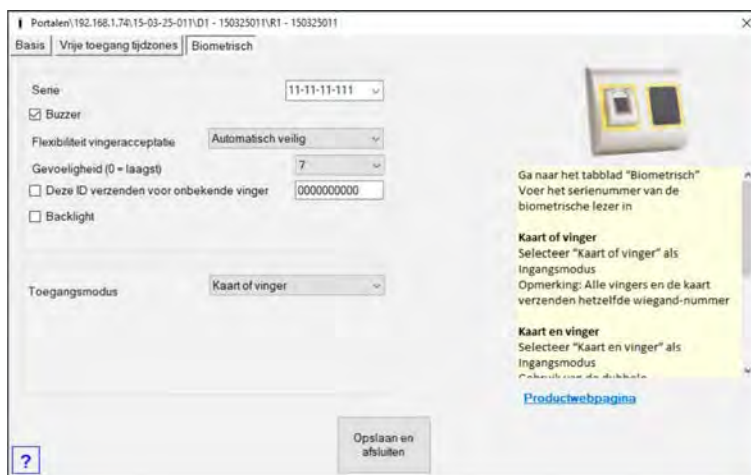 Portalen\192.168.1.74\15-03-25-011\D1 - 150325011\R1 - 150325011
Basis
Vrije toegang tijdzones
Biometrisch
Serie
11-11-11-111
Buzzer
Flexibiliteit vingeracceptatie
Automatisch veilig
Gevoeligheid (0 = laagst)
7
Deze ID verzenden voor onbekende vinger
0000000000
Backlight
Toegangsmodus
Kaart of vinger
Ga naar het tabblad "Biometrisch"
Voer het serienummer van de
biometrische lezer in
Kaart of vinger
Selecteer "Kaart of vinger" als
Ingangsmodus
Opmerking: Alle vingers en de kaart
verzenden hetzelfde wiegand-nummer
Kaart en vinger
Selecteer "Kaart en vinger" als
Ingangsmodus
Gebruik van de dubbele
Productwebpagina
Opslaan en
afsluiten
?